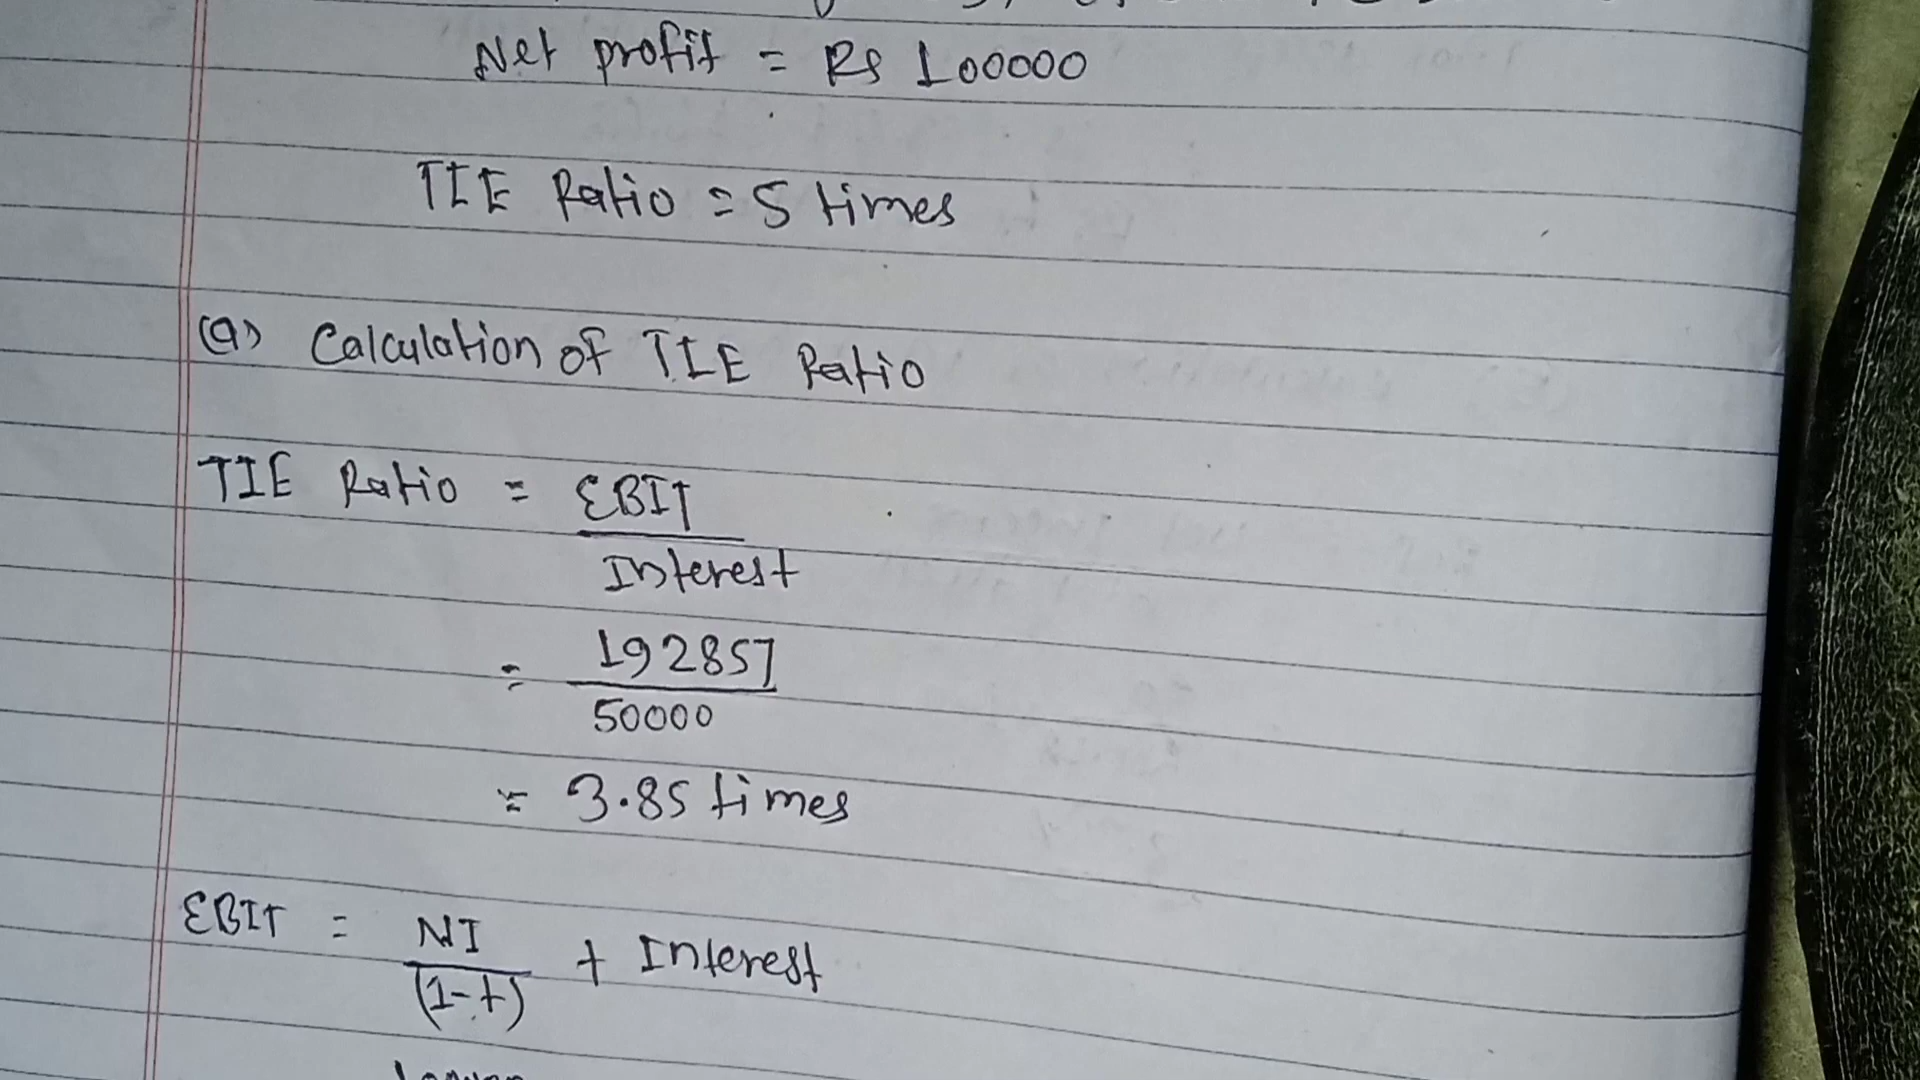 Net profit = Rs 100000
TIE Ratio = 5 times
(a) Calculation of TIE Ratio
TIE Ratio = EBIT
Interest
= 192857
50000
= 3.85 times
EBIT = NI + Interest
(1-t)